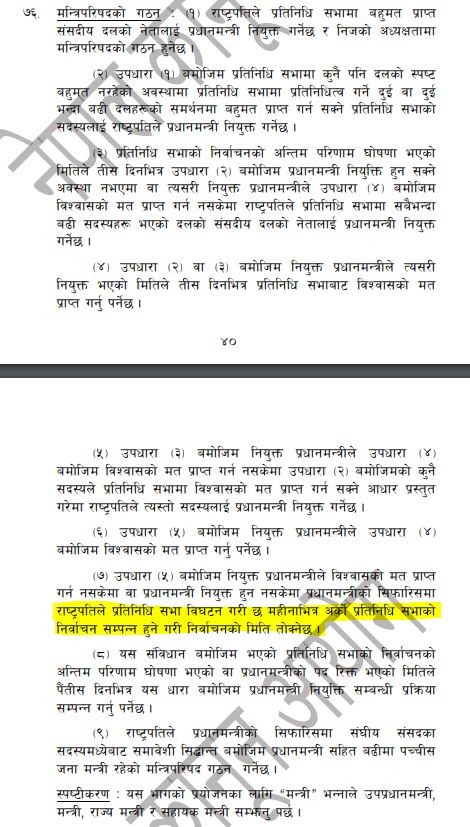 ७६. मन्त्रिपरिषदको गठन : (१) राष्ट्रपतिले प्रतिनिधि सभामा बहुमत प्राप्त
संसदीय दलको नेतालाई प्रधानमन्त्री नियुक्त गर्नेछ र निजको अध्यक्षतामा
मन्त्रिपरिषदको गठन हुनेछ ।
(२) उपधारा (१) बमोजिम प्रतिनिधि सभामा कुनै पनि दलको स्पष्ट
बहुमत नरहेको अवस्थामा प्रतिनिधि सभामा प्रतिनिधित्व गर्ने दुई वा दुई
भन्दा बढी दलहरूको समर्थनमा बहुमत प्राप्त गर्न सक्ने प्रतिनिधि सभाको
सदस्यलाई राष्ट्रपतिले प्रधानमन्त्री नियुक्त गर्नेछ ।
(३) प्रतिनिधि सभाको निर्वाचनको अन्तिम परिणाम घोषणा भएको
मितिले तीस दिनभित्र उपधारा (२) बमोजिम प्रधानमन्त्री नियुक्ति हुन सक्ने
अवस्था नभएमा वा त्यसरी नियुक्त प्रधानमन्त्रीले उपधारा (४) बमोजिम
विश्वासको मत प्राप्त गर्न नसकेमा राष्ट्रपतिले प्रतिनिधि सभामा सबैभन्दा
बढी सदस्यहरू भएको दलको संसदीय दलको नेतालाई प्रधानमन्त्री नियुक्त
गर्नेछ ।
(४) उपधारा (२) वा (३) बमोजिम नियुक्त प्रधानमन्त्रीले त्यसरी
नियुक्त भएको मितिले तीस दिनभित्र प्रतिनिधि सभाबाट विश्वासको मत
प्राप्त गर्नु पर्नेछ ।
४०
(५) उपधारा (३) बमोजिम नियुक्त प्रधानमन्त्रीले उपधारा (४)
बमोजिम विश्वासको मत प्राप्त गर्न नसकेमा उपधारा (२) बमोजिमको कुनै
सदस्यले प्रतिनिधि सभामा विश्वासको मत प्राप्त गर्न सक्ने आधार प्रस्तुत
गरेमा राष्ट्रपतिले त्यस्तो सदस्यलाई प्रधानमन्त्री नियुक्त गर्नेछ ।
(६) उपधारा (५) बमोजिम नियुक्त प्रधानमन्त्रीले उपधारा (४)
बमोजिम विश्वासको मत प्राप्त गर्नु पर्नेछ ।
(७) उपधारा (५) बमोजिम नियुक्त प्रधानमन्त्रीले विश्वासको मत प्राप्त
गर्न नसकेमा वा प्रधानमन्त्री नियुक्त हुन नसकेमा प्रधानमन्त्रीको सिफारिसमा
राष्ट्रपतिले प्रतिनिधि सभा विघटन गरी छ महीनाभित्र अर्को प्रतिनिधि सभाको
निर्वाचन सम्पन्न हुने गरी निर्वाचनको मिति तोक्नेछ ।
(८) यस संविधान बमोजिम भएको प्रतिनिधि सभाको निर्वाचनको
अन्तिम परिणाम घोषणा भएको वा प्रधानमन्त्रीको पद रिक्त भएको मितिले
पैंतीस दिनभित्र यस धारा बमोजिम प्रधानमन्त्री नियुक्ति सम्बन्धी प्रक्रिया
सम्पन्न गर्नु पर्नेछ ।
(९) राष्ट्रपतिले प्रधानमन्त्रीको सिफारिसमा संघीय संसदका
सदस्यमध्येबाट समावेशी सिद्धान्त बमोजिम प्रधानमन्त्री सहित बढीमा पच्चीस
जना मन्त्री रहेको मन्त्रिपरिषद गठन गर्नेछ ।
स्पष्टीकरण : यस भागको प्रयोजनका लागि "मन्त्री" भन्नाले उपप्रधानमन्त्री,
मन्त्री, राज्य मन्त्री र सहायक मन्त्री सम्झनु पर्छ ।
नेपाल कानून
कानून आयोग